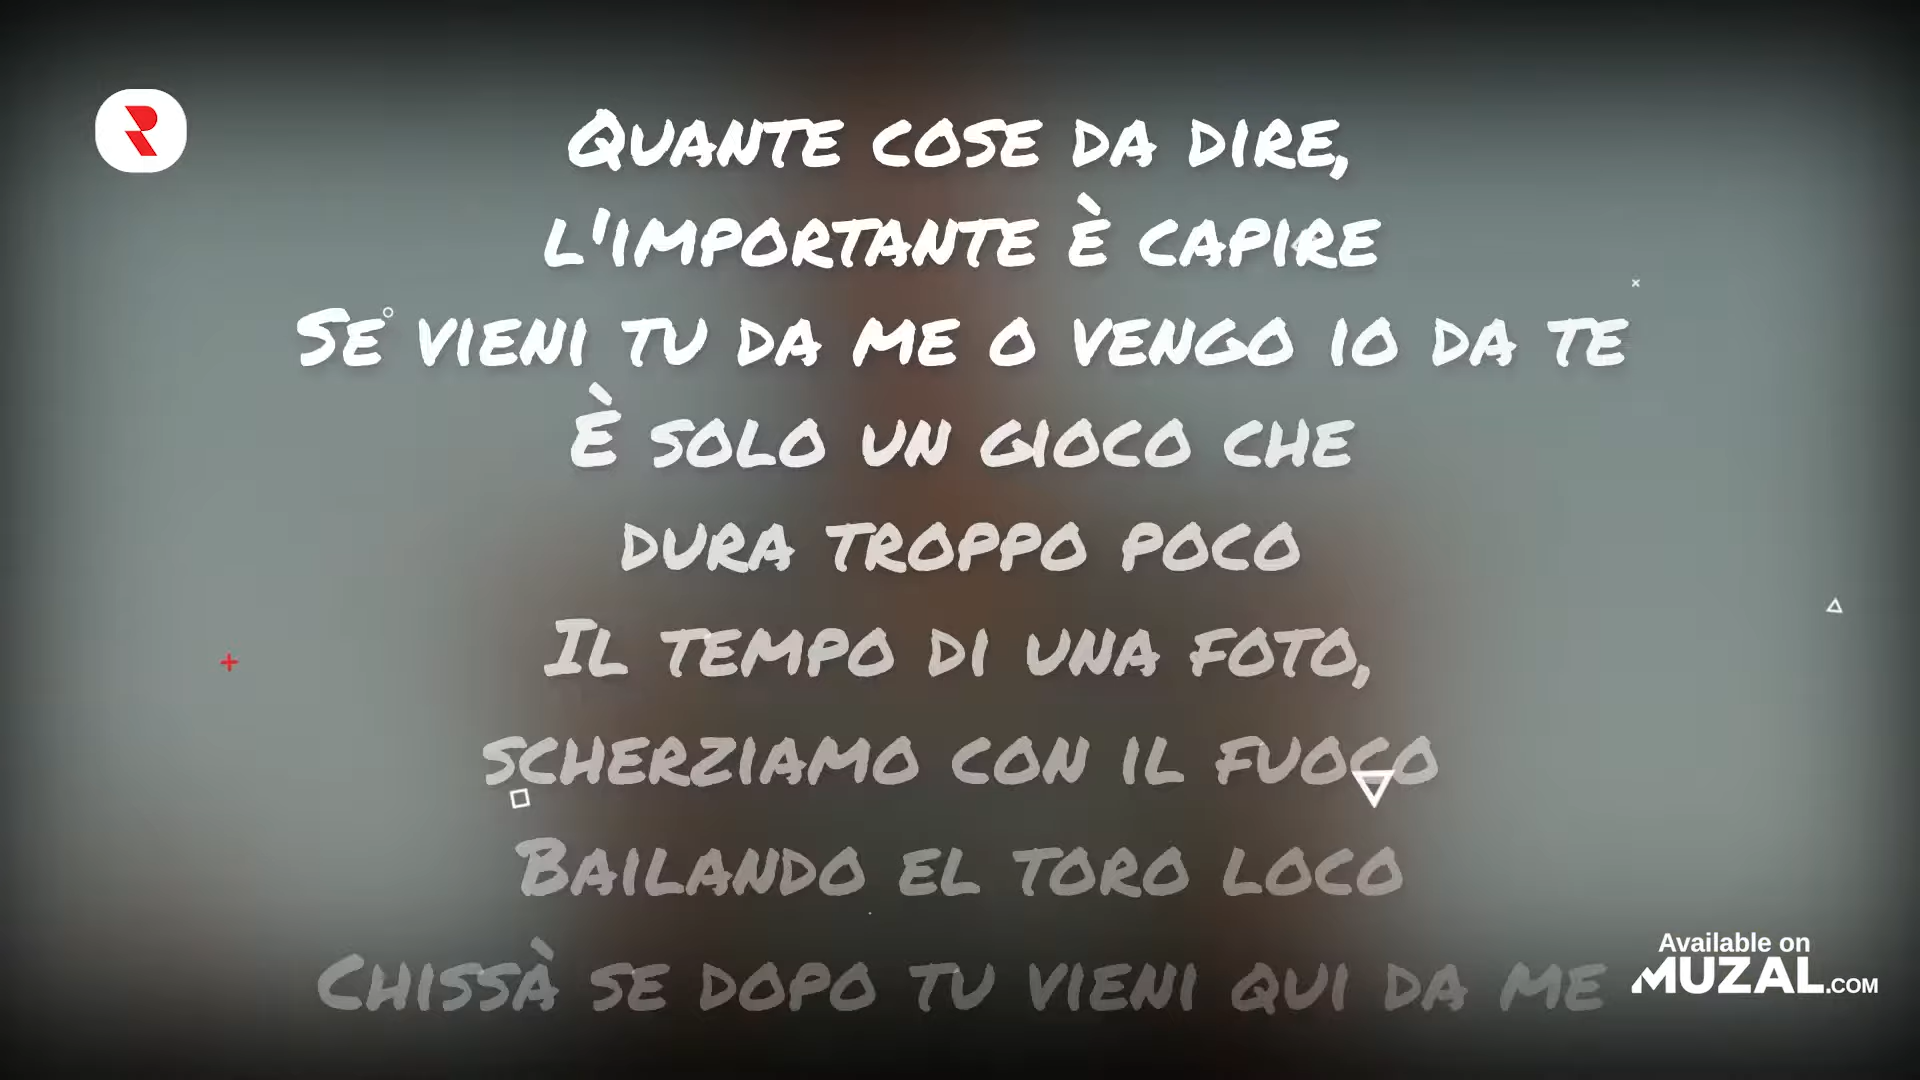 Quante cose da dire,
l'importante è capire
Se vieni tu da me o vengo io da te
È solo un gioco che
dura troppo poco
Il tempo di una foto,
scherziamo con il fuoco
Bailando el toro loco
Chissà se dopo tu vieni qui da me
Available on
MUZAL.COM